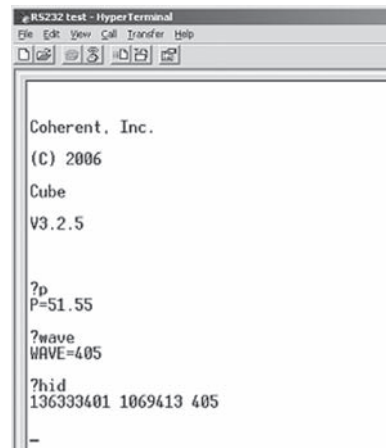 RS232 test - HyperTerminal
File Edit View Call Transfer Help
Coherent, Inc.
(C) 2006
Cube
V3.2.5
?p
P=51.55
?wave
WAVE=405
?hid
136333401 1069413 405